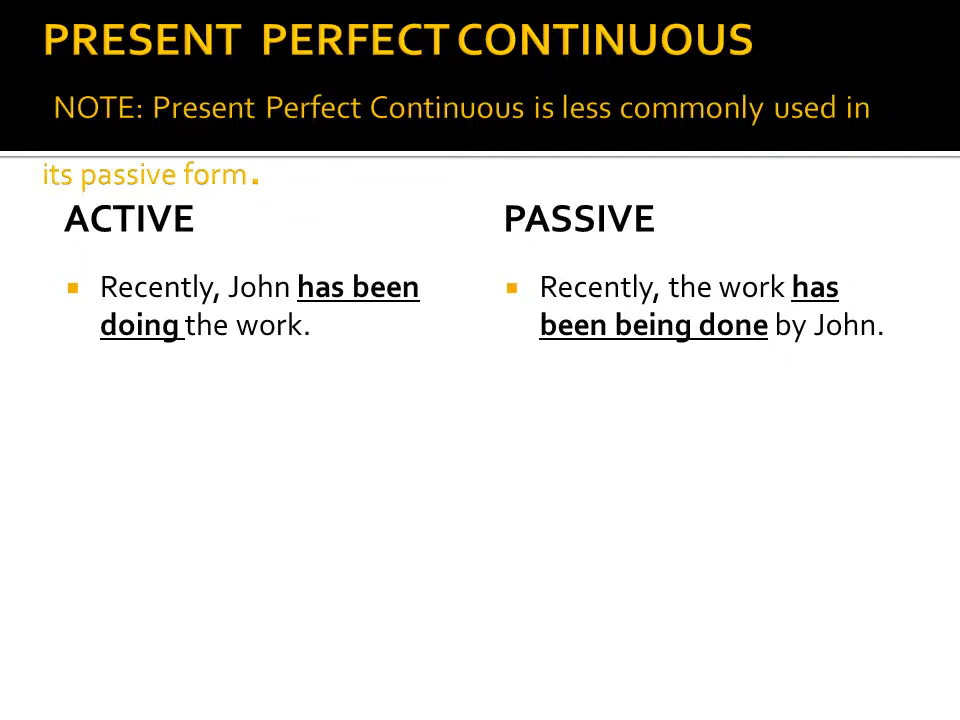 PRESENT PERFECT CONTINUOUS
NOTE: Present Perfect Continuous is less commonly used in
its passive form.
ACTIVE
PASSIVE
Recently, John has been
doing the work.
Recently, the work has
been being done by John.